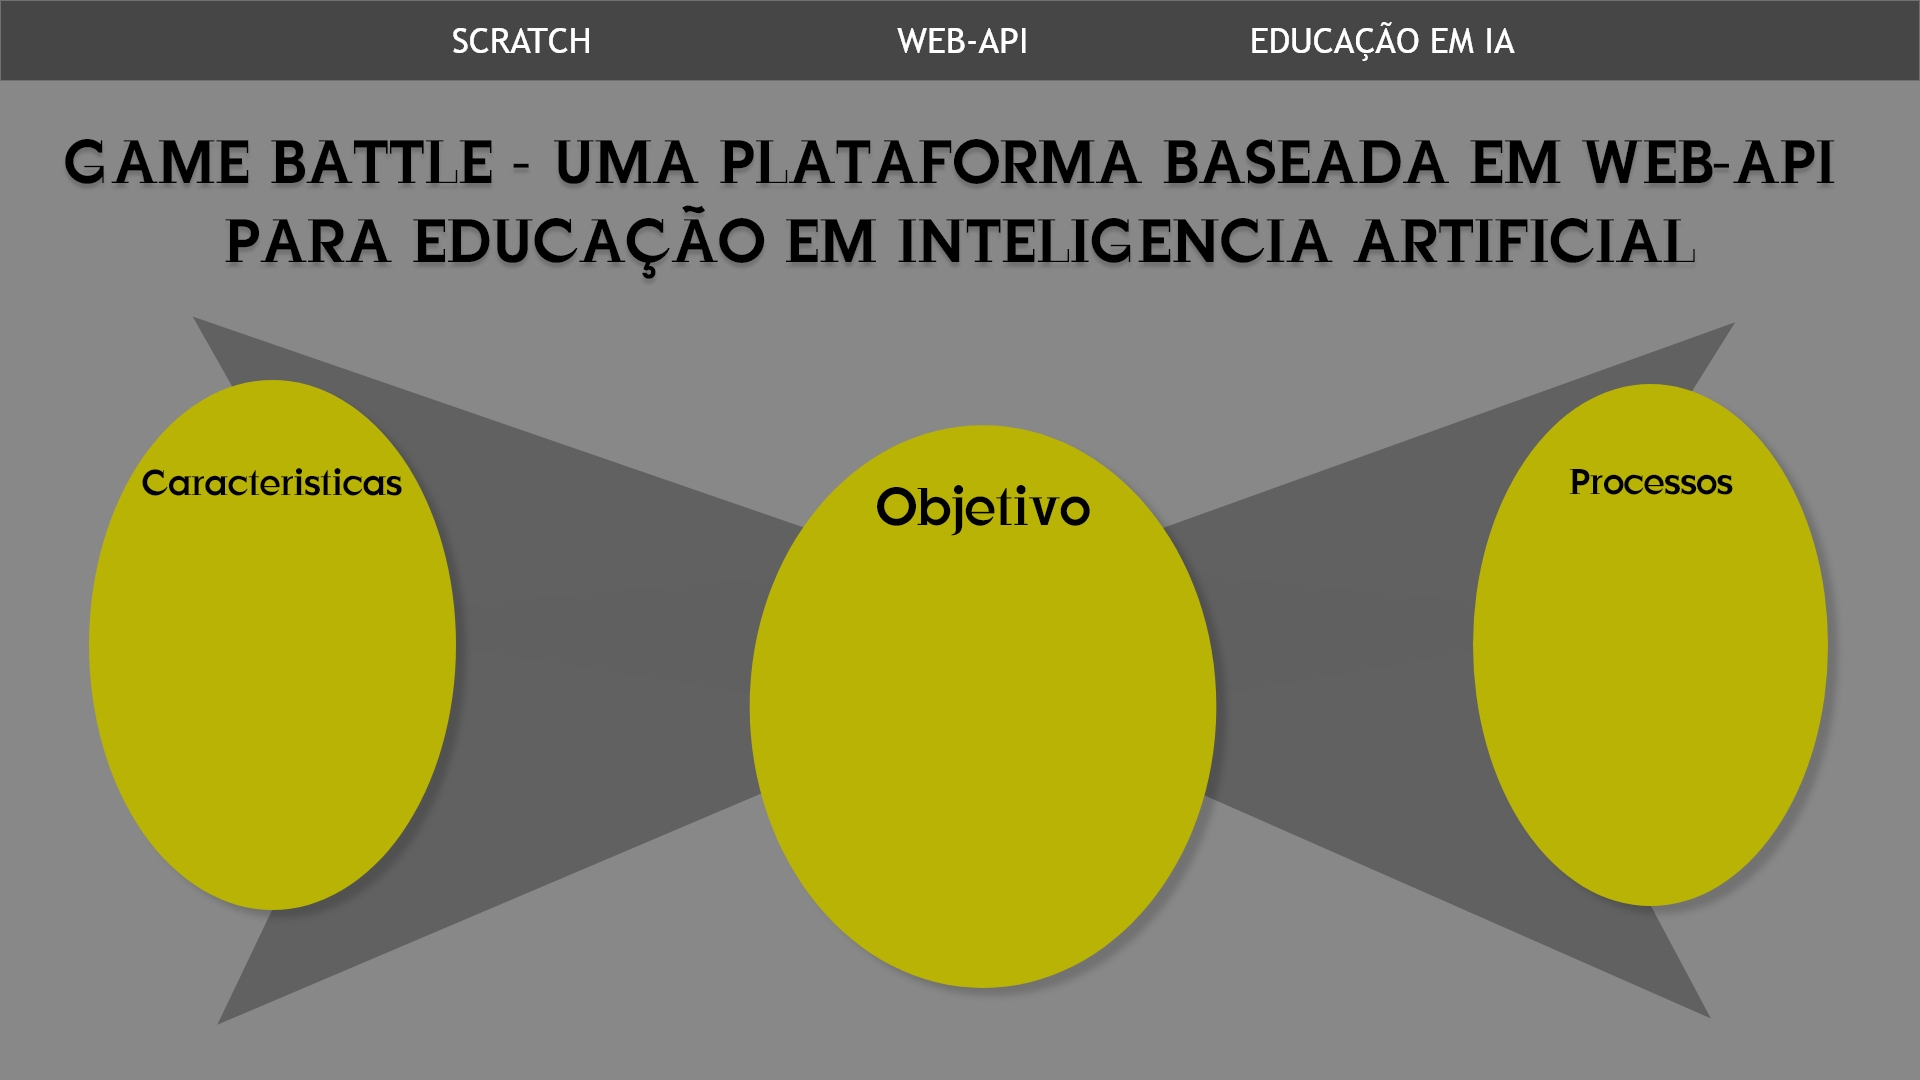 SCRATCH WEB-API EDUCAÇÃO EM IA
GAME BATTLE - UMA PLATAFORMA BASEADA EM WEB-API
PARA EDUCAÇÃO EM INTELIGENCIA ARTIFICIAL
Caracteristicas
Objetivo
Processos